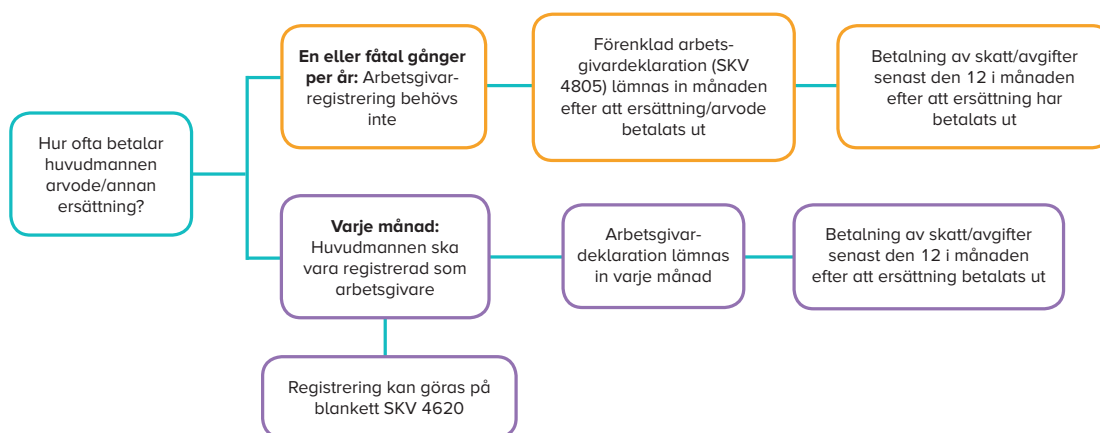 Hur ofta betalar
huvudmannen
arvode/annan
ersättning?
En eller fåtal gånger
per år: Arbetsgivar-
registrering behövs
inte
Förenklad arbets-
givardeklaration (SKV
4805) lämnas in månaden
efter att ersättning/arvode
betalats ut
Betalning av skatt/avgifter
senast den 12 i månaden
efter att ersättning har
betalats ut
Varje månad:
Huvudmannen ska
vara registrerad som
arbetsgivare
Arbetsgivar-
deklaration lämnas
in varje månad
Betalning av skatt/avgifter
senast den 12 i månaden
efter att ersättning betalats ut
Registrering kan göras på
blankett SKV 4620